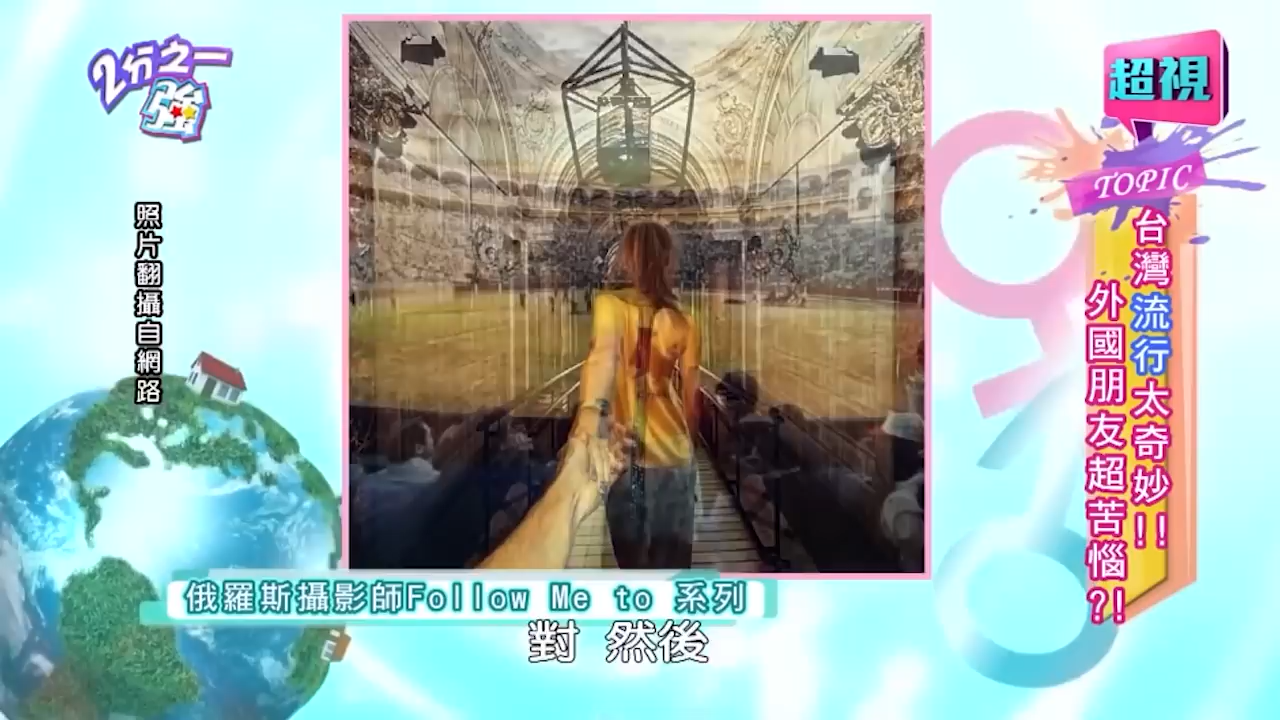 2分之一
強
超視
TOPIC
台灣流行太奇妙!!
外國朋友超苦惱?!
照片翻攝自網路
俄羅斯攝影師Follow Me to 系列
對 然後